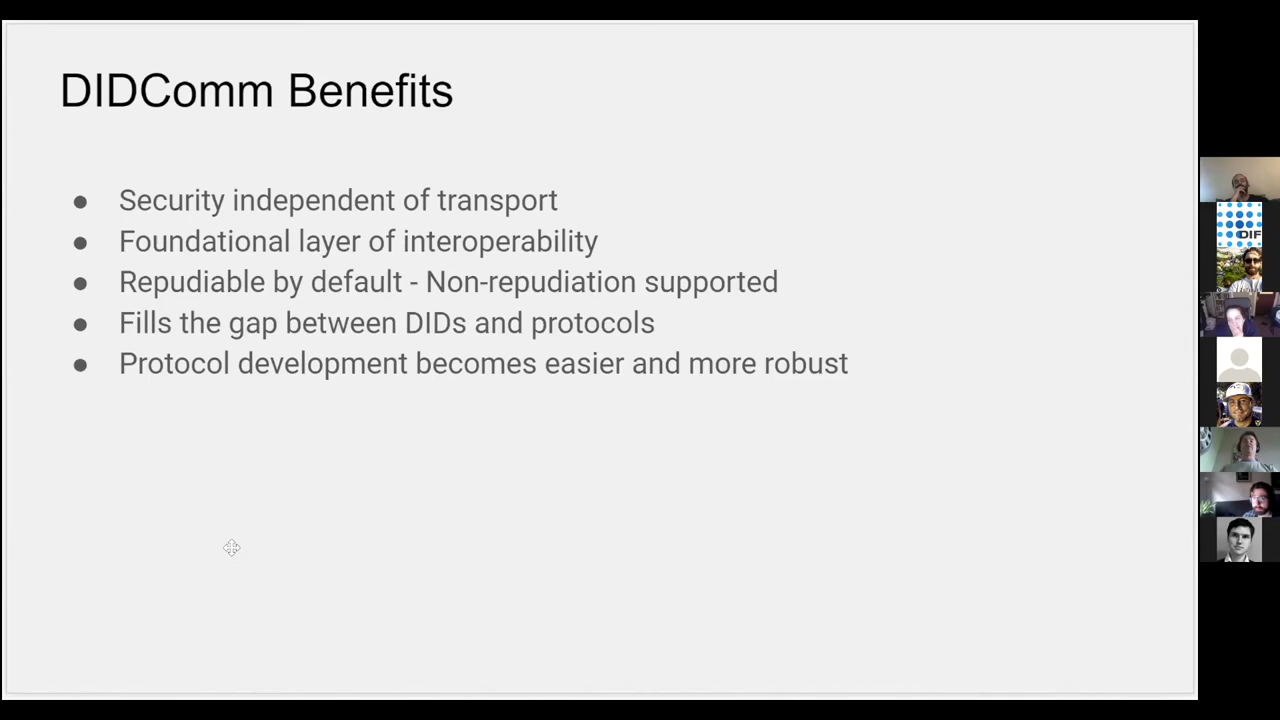 DIDComm Benefits
● Security independent of transport
● Foundational layer of interoperability
● Repudiable by default - Non-repudiation supported
● Fills the gap between DIDs and protocols
● Protocol development becomes easier and more robust
DIF